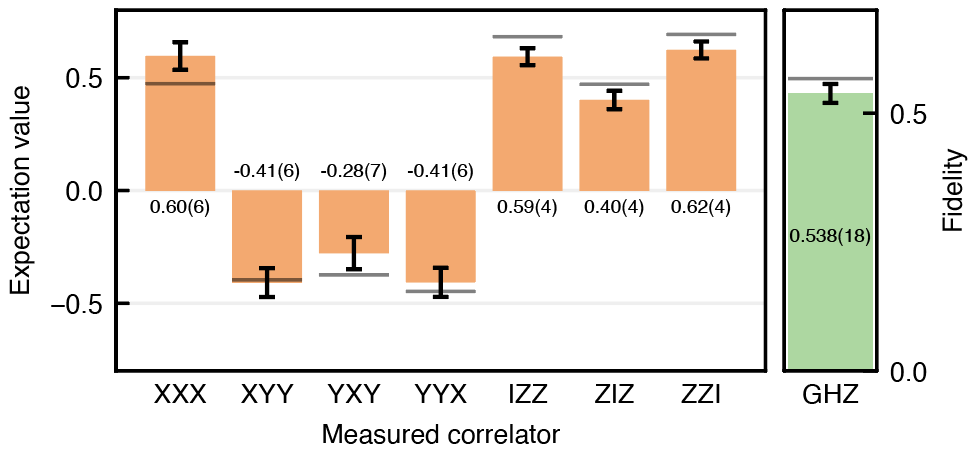 Expectation value
0.5
0.0
−0.5
-0.41(6) -0.28(7) -0.41(6)
0.60(6) 0.59(4) 0.40(4) 0.62(4)
XXX XYY YXY YYX IZZ ZIZ ZZI
Measured correlator
0.538(18)
GHZ
0.5
0.0
Fidelity